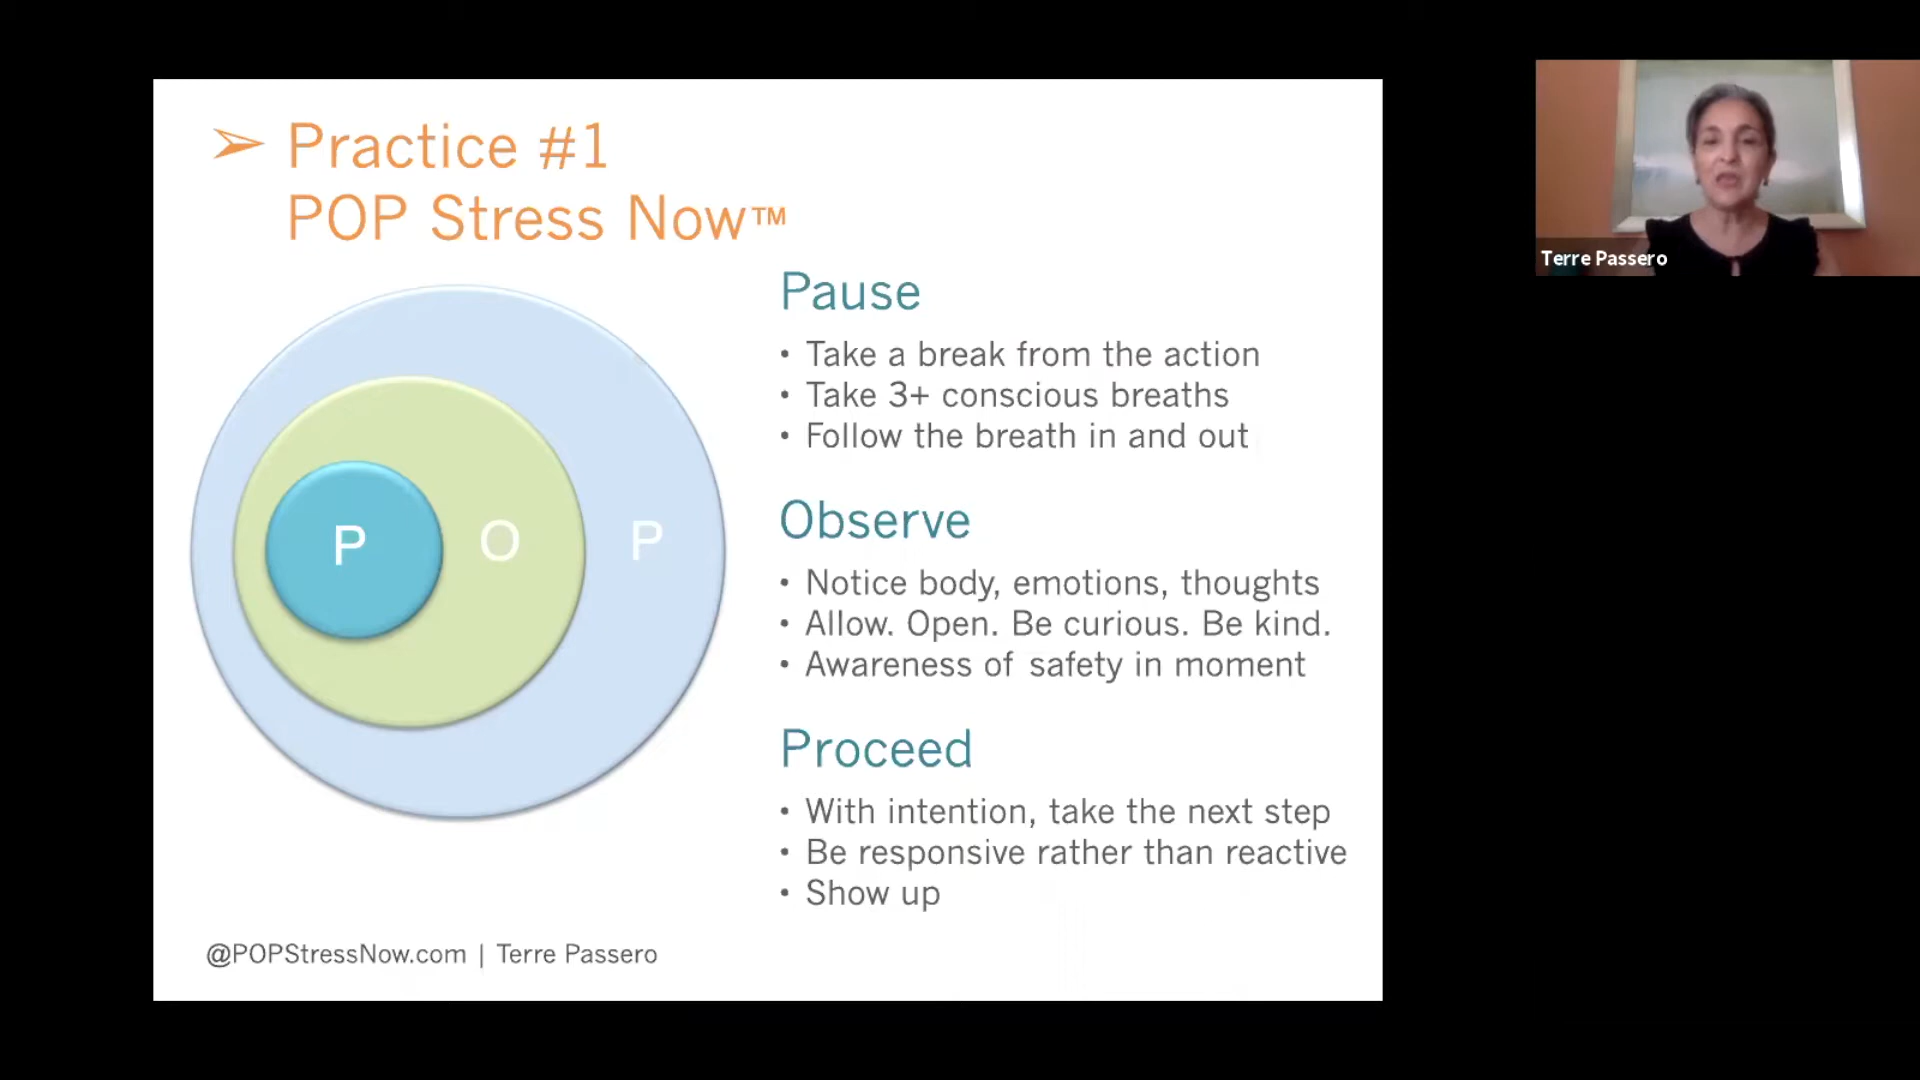 ➢ Practice #1
POP Stress Now™
P O P
Pause
• Take a break from the action
• Take 3+ conscious breaths
• Follow the breath in and out
Observe
• Notice body, emotions, thoughts
• Allow. Open. Be curious. Be kind.
• Awareness of safety in moment
Proceed
• With intention, take the next step
• Be responsive rather than reactive
• Show up
@POPStressNow.com | Terre Passero
Terre Passero